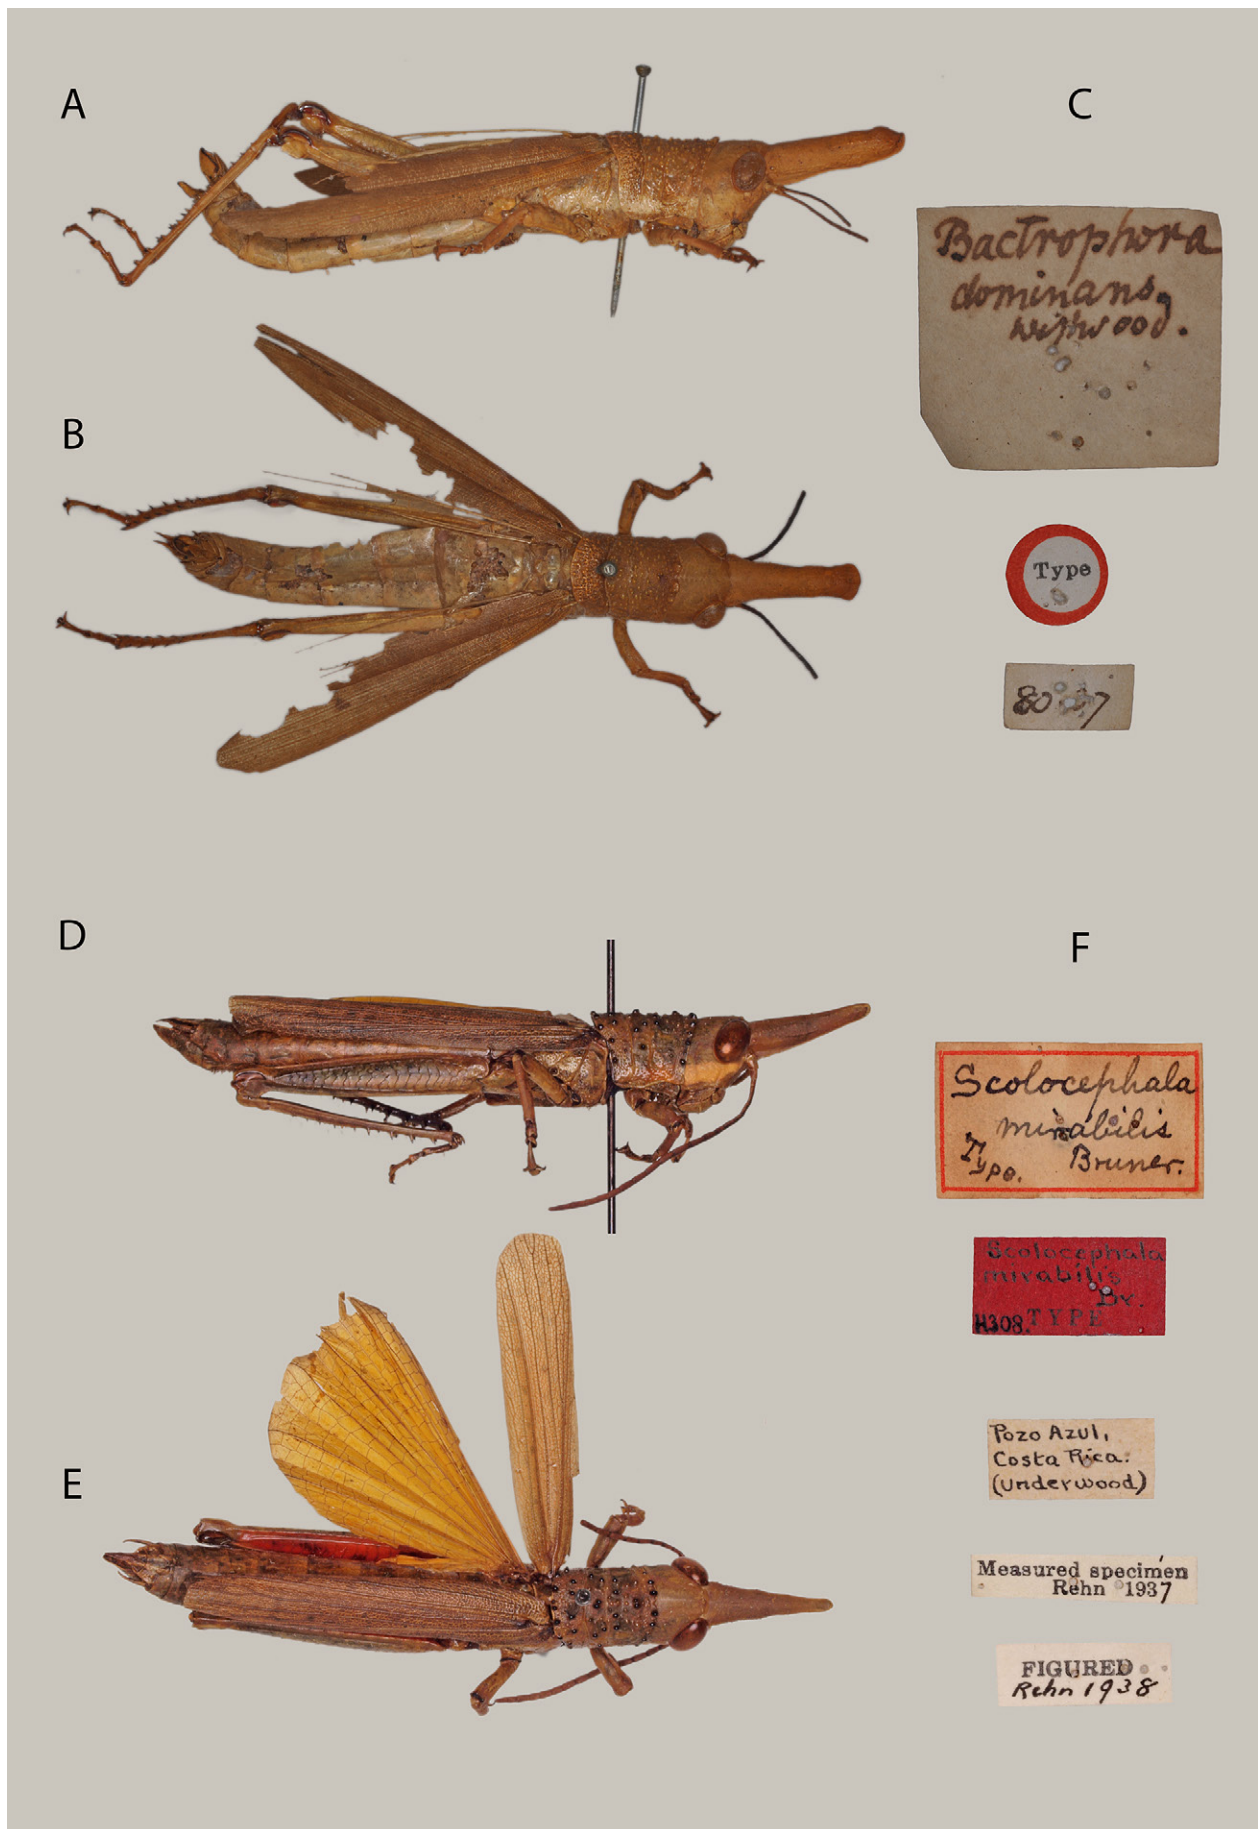 A
C
Bactrophora
dominans,
westwood.
B
Type
D
F
Scolocephala
mirabilis
Type. Bruner.
Scolocephala
mirabilis
Br.
H308. TYPE
Pozo Azul,
Costa Rica.
(Underwood)
E
Measured specimen
Rehn 1937
FIGURED
Rehn 1938